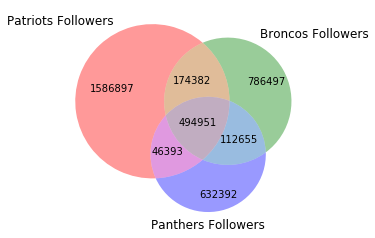 Patriots Followers
Broncos Followers
1586897
174382
786497
494951
112655
46393
632392
Panthers Followers